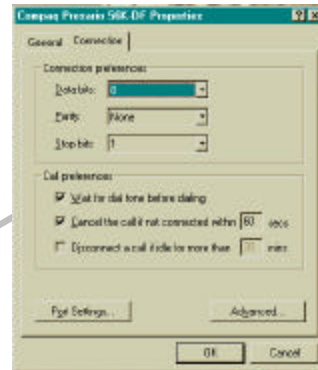 Compaq Presario 56K-DF Properties
General Connection
Connection preferences
Data bits: 8
Parity: None
Stop bits: 1
Call preferences
Wait for dial tone before dialing
Cancel the call if not connected within 60 secs
Disconnect a call if idle for more than 30 mins
Port Settings... Advanced...
OK Cancel